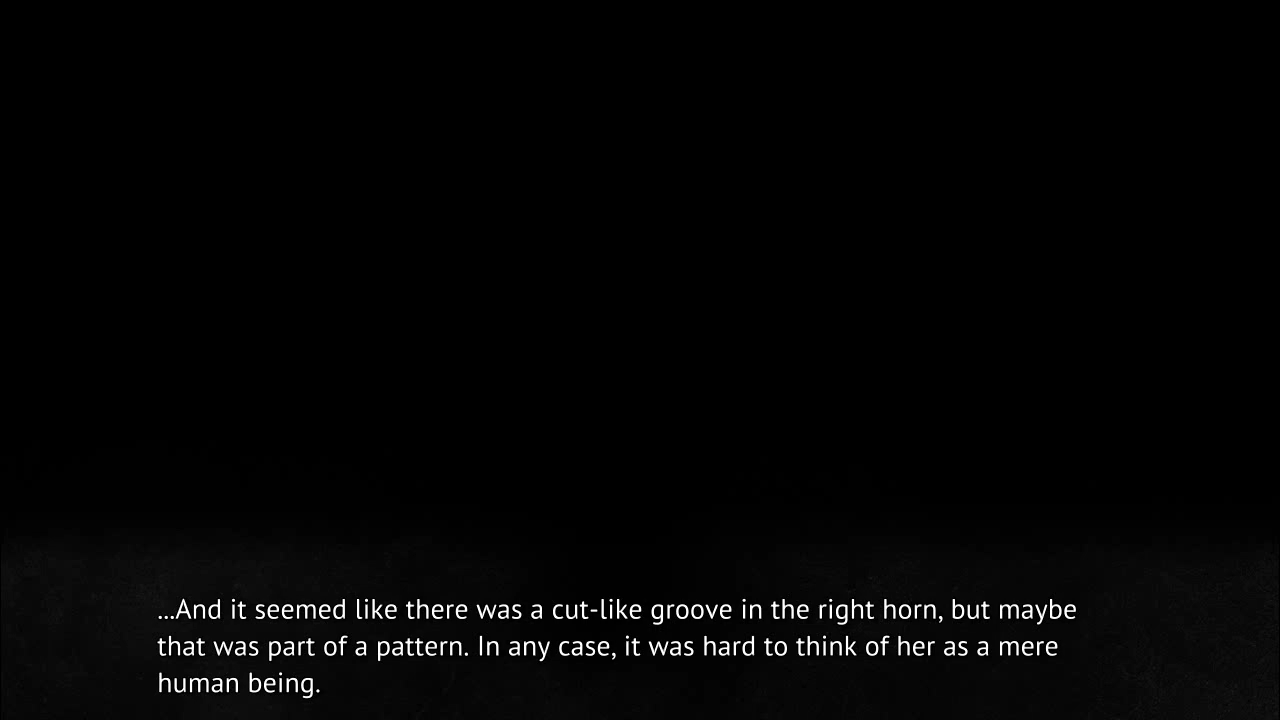 ...And it seemed like there was a cut-like groove in the right horn, but maybe
that was part of a pattern. In any case, it was hard to think of her as a mere
human being.